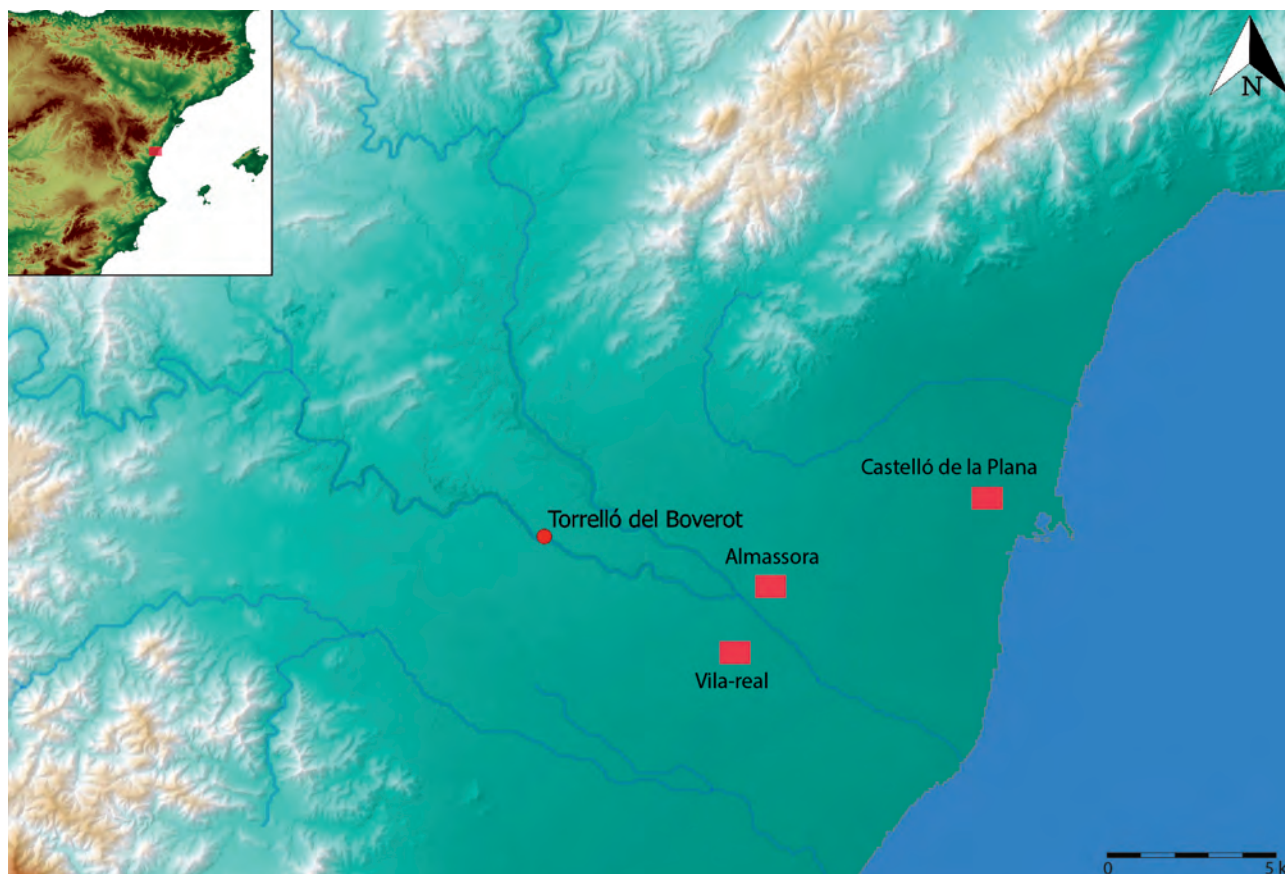 N
Castelló de la Plana
Torrelló del Boverot
Almassora
Vila-real
0 5 k